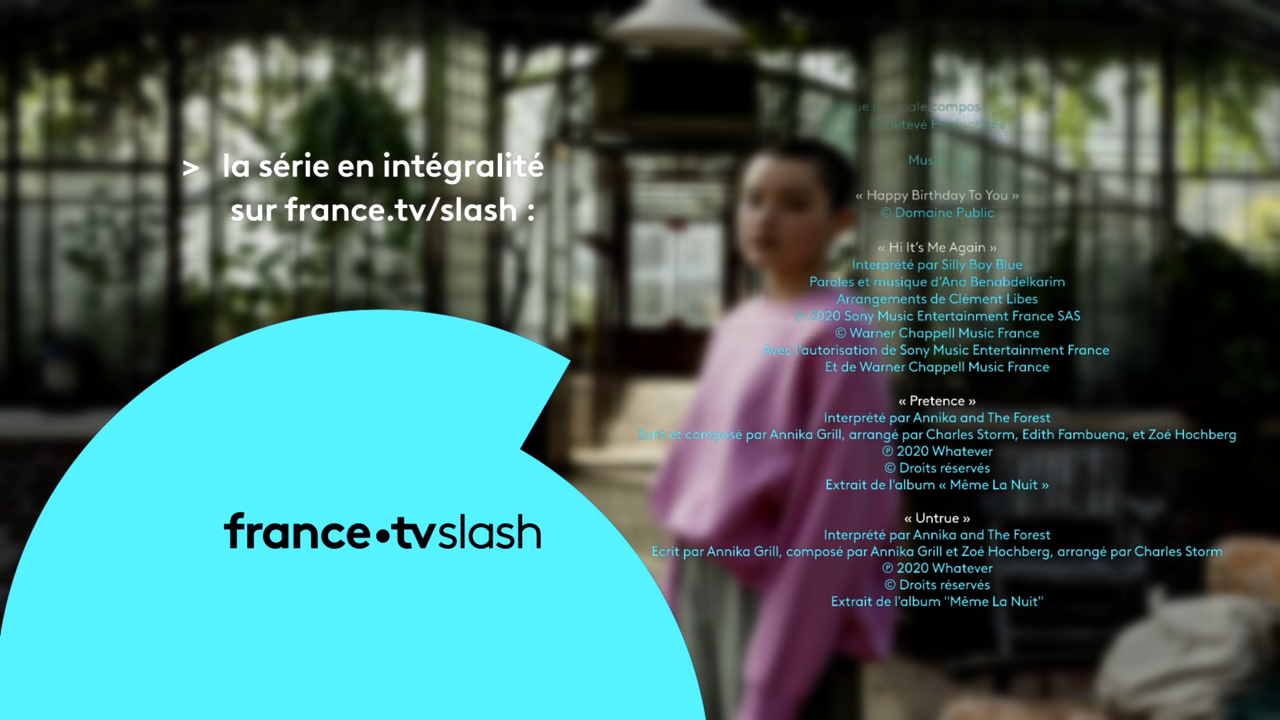 > la série en intégralité
sur france.tv/slash :
france•tvslash
« Happy Birthday To You »
© Domaine Public
« Hi It's Me Again »
Interprété par Silly Boy Blue
Paroles et musique d'Ana Benabdelkarim
Arrangements de Clément Libes
℗ 2020 Sony Music Entertainment France SAS
© Warner Chappell Music France
Avec l'autorisation de Sony Music Entertainment France
Et de Warner Chappell Music France
« Pretence »
Interprété par Annika and The Forest
Ecrit et composé par Annika Grill, arrangé par Charles Storm, Edith Fambuena, et Zoé Hochberg
℗ 2020 Whatever
© Droits réservés
Extrait de l'album « Même La Nuit »
« Untrue »
Interprété par Annika and The Forest
Ecrit par Annika Grill, composé par Annika Grill et Zoé Hochberg, arrangé par Charles Storm
℗ 2020 Whatever
© Droits réservés
Extrait de l'album "Même La Nuit"